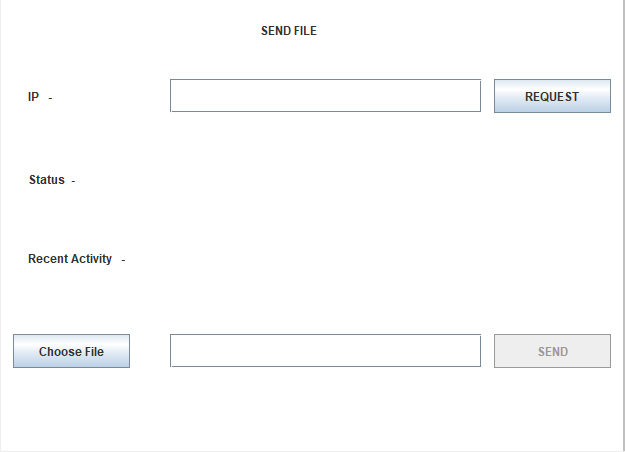 SEND FILE
IP -
REQUEST
Status -
Recent Activity -
Choose File
SEND